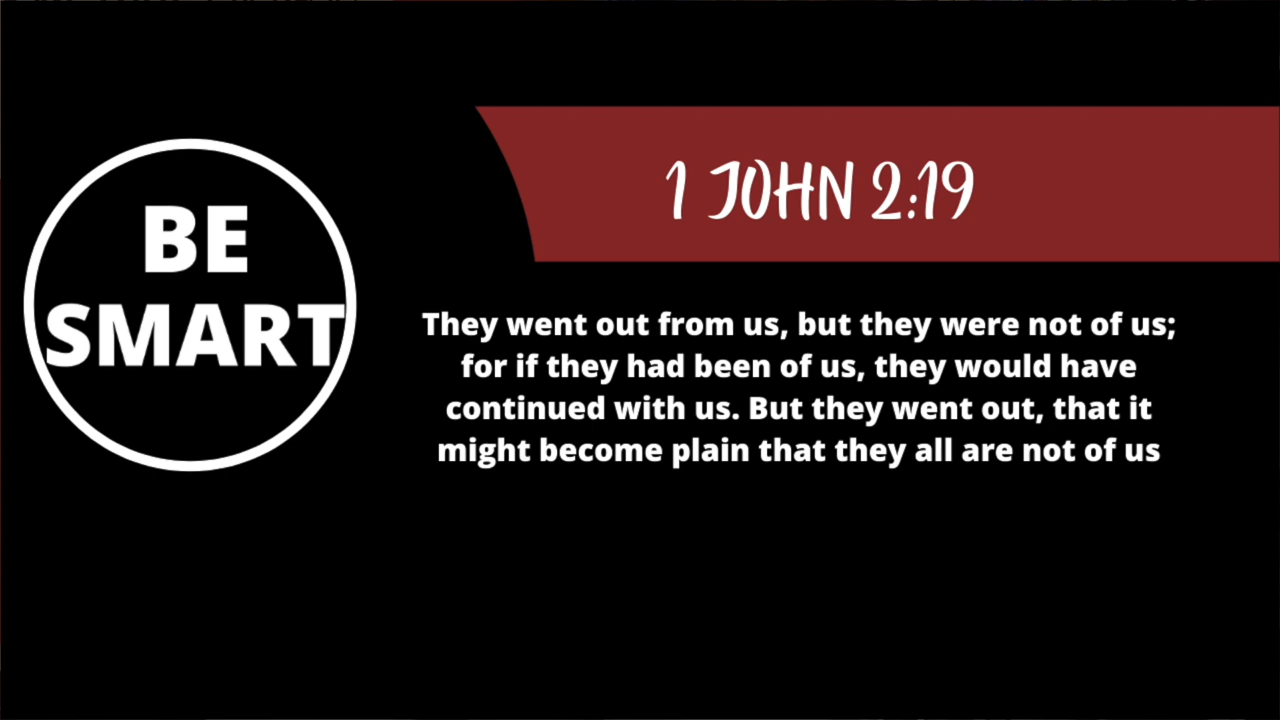 BE
SMART
1 JOHN 2:19
They went out from us, but they were not of us;
for if they had been of us, they would have
continued with us. But they went out, that it
might become plain that they all are not of us